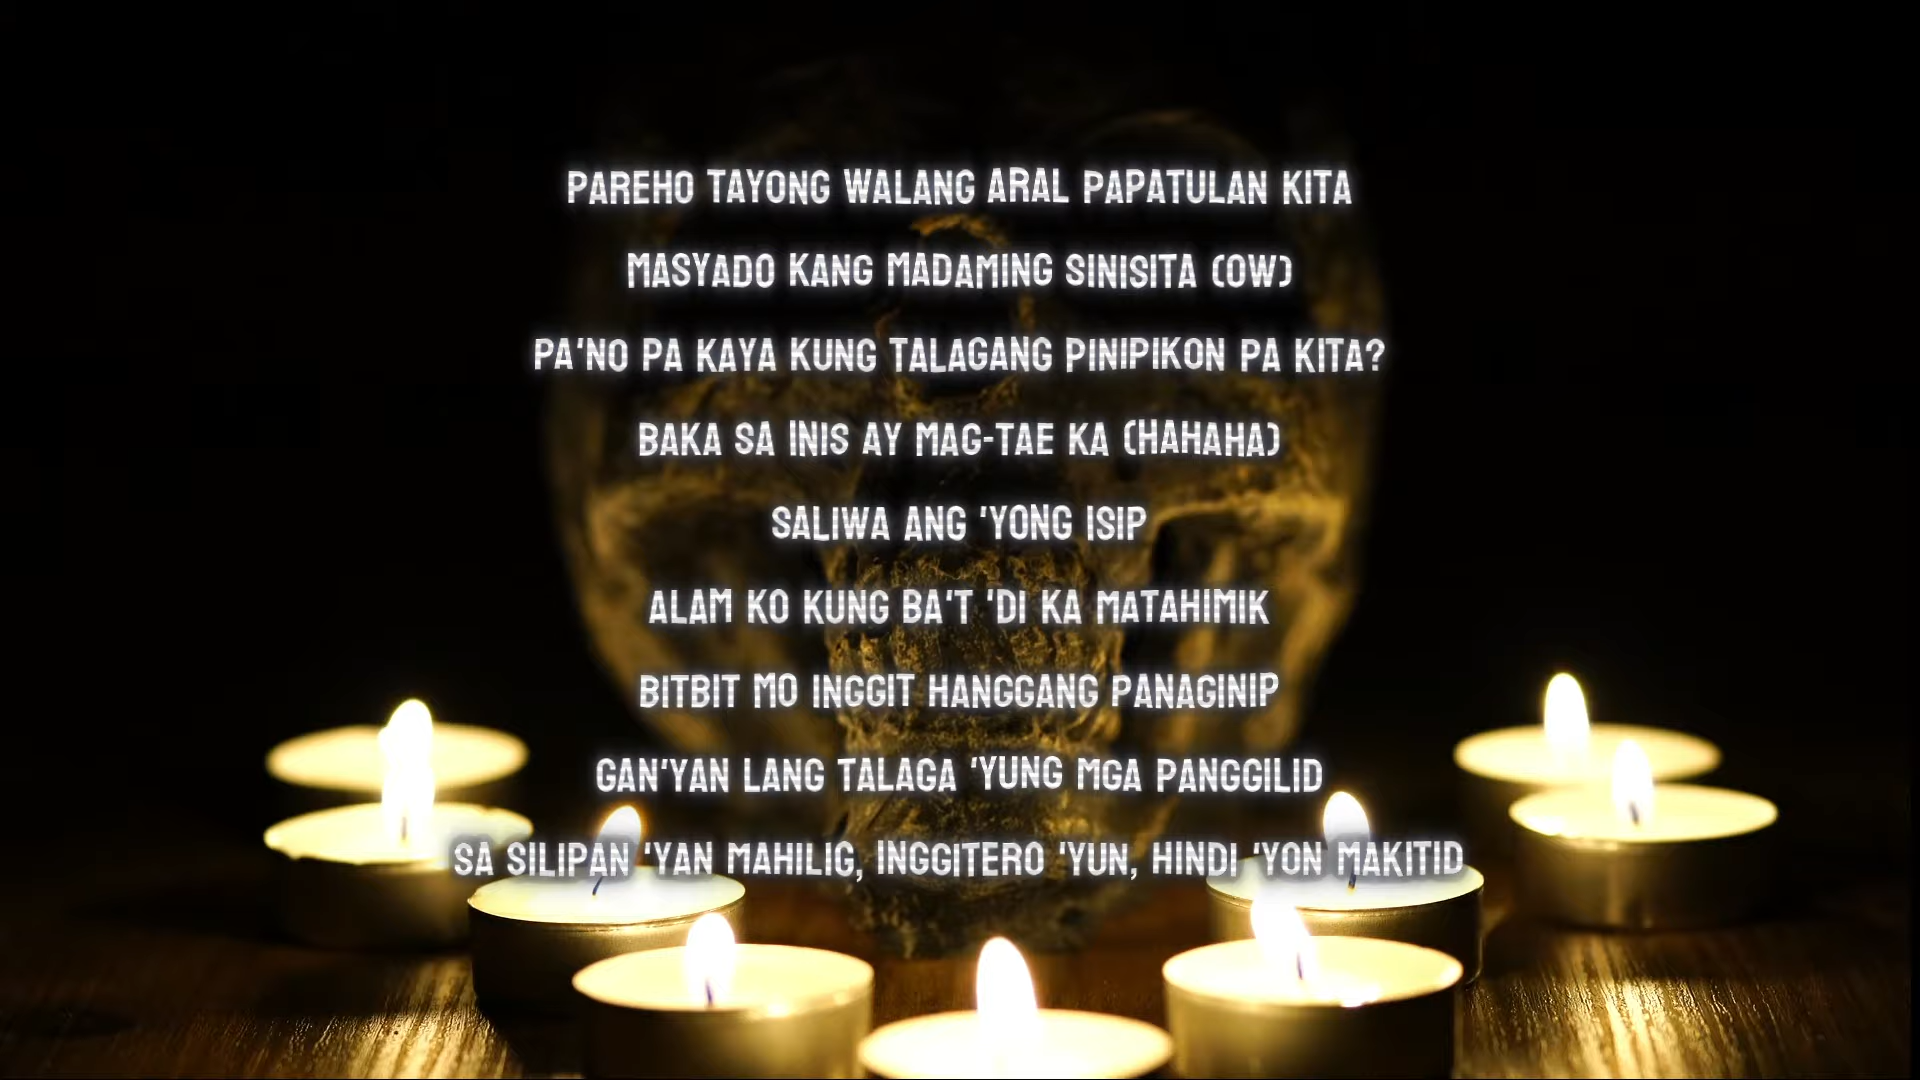 PAREHO TAYONG WALANG ARAL PAPATULAN KITA
MASYADO KANG MADAMING SINISITA (OW)
PA'NO PA KAYA KUNG TALAGANG PINIPIKON PA KITA?
BAKA SA INIS AY MAG-TAE KA (HAHAHA)
SALIWA ANG 'YONG ISIP
ALAM KO KUNG BA'T 'DI KA MATAHIMIK
BITBIT MO INGGIT HANGGANG PANAGINIP
GAN'YAN LANG TALAGA 'YUNG MGA PANGGILID
SA SILIPAN 'YAN MAHILIG, INGGITERO 'YUN, HINDI 'YON MAKITID